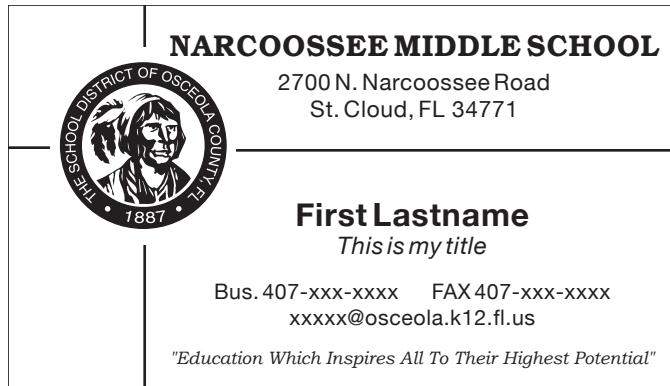 NARCOOSSEE MIDDLE SCHOOL
2700 N. Narcoossee Road
St. Cloud, FL 34771
THE SCHOOL DISTRICT OF OSCEOLA COUNTY, FL
• 1887 •
First Lastname
This is my title
Bus. 407-xxx-xxxx FAX 407-xxx-xxxx
xxxxx@osceola.k12.fl.us
"Education Which Inspires All To Their Highest Potential"